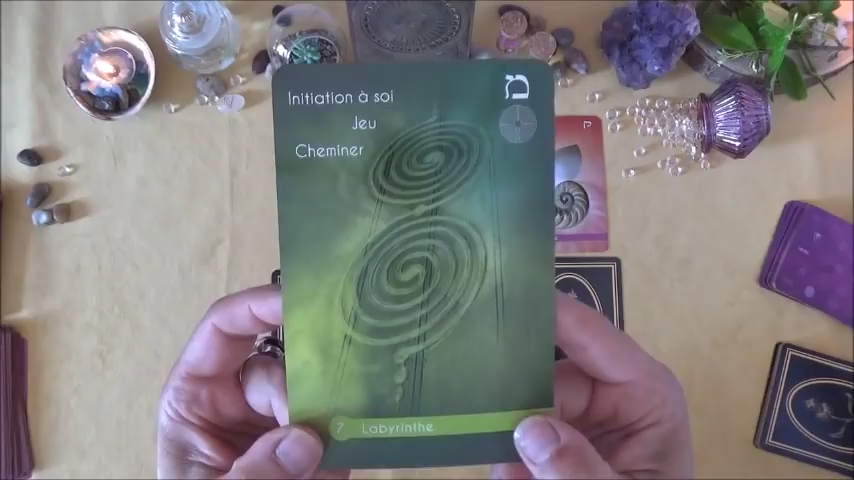 Initiation à soi
מ
Jeu
Cheminer
7 Labyrinthe